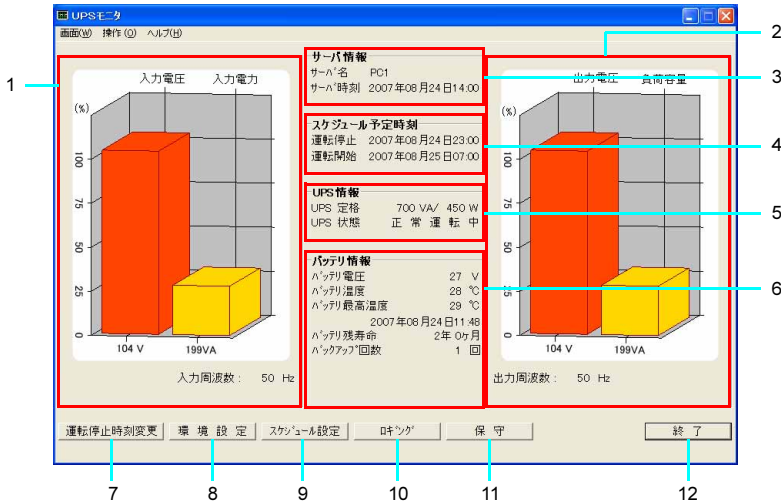 UPSモニタ
画面(W) 操作(O) ヘルプ(H)
1
入力電圧 入力電力
(%)
100
75
50
25
0
104 V 199VA
入力周波数: 50 Hz
サーバ情報
サーバ名 PC1
サーバ時刻 2007年08月24日14:00
スケジュール予定時刻
運転停止 2007年08月24日23:00
運転開始 2007年08月25日07:00
UPS情報
UPS 定格 700 VA/ 450 W
UPS 状態 正常運転中
バッテリ情報
バッテリ電圧 27 V
バッテリ温度 28 ℃
バッテリ最高温度 29 ℃
2007年08月24日11:48
バッテリ残寿命 2年 0ヶ月
バックアップ回数 1 回
出力電圧 負荷容量
(%)
100
75
50
25
0
104 V 199VA
出力周波数: 50 Hz
2
3
4
5
6
運転停止時刻変更 環境設定 スケジュール設定 ロギング 保守 終了
7 8 9 10 11 12